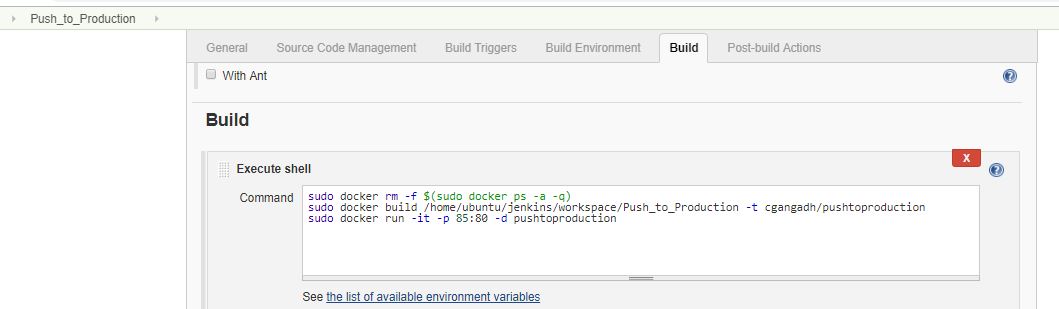 Push_to_Production
General Source Code Management Build Triggers Build Environment Build Post-build Actions
With Ant
Build
X
Execute shell
Command
sudo docker rm -f $(sudo docker ps -a -q)
sudo docker build /home/ubuntu/jenkins/workspace/Push_to_Production -t cgangadh/pushtoproduction
sudo docker run -it -p 85:80 -d pushtoproduction
See the list of available environment variables